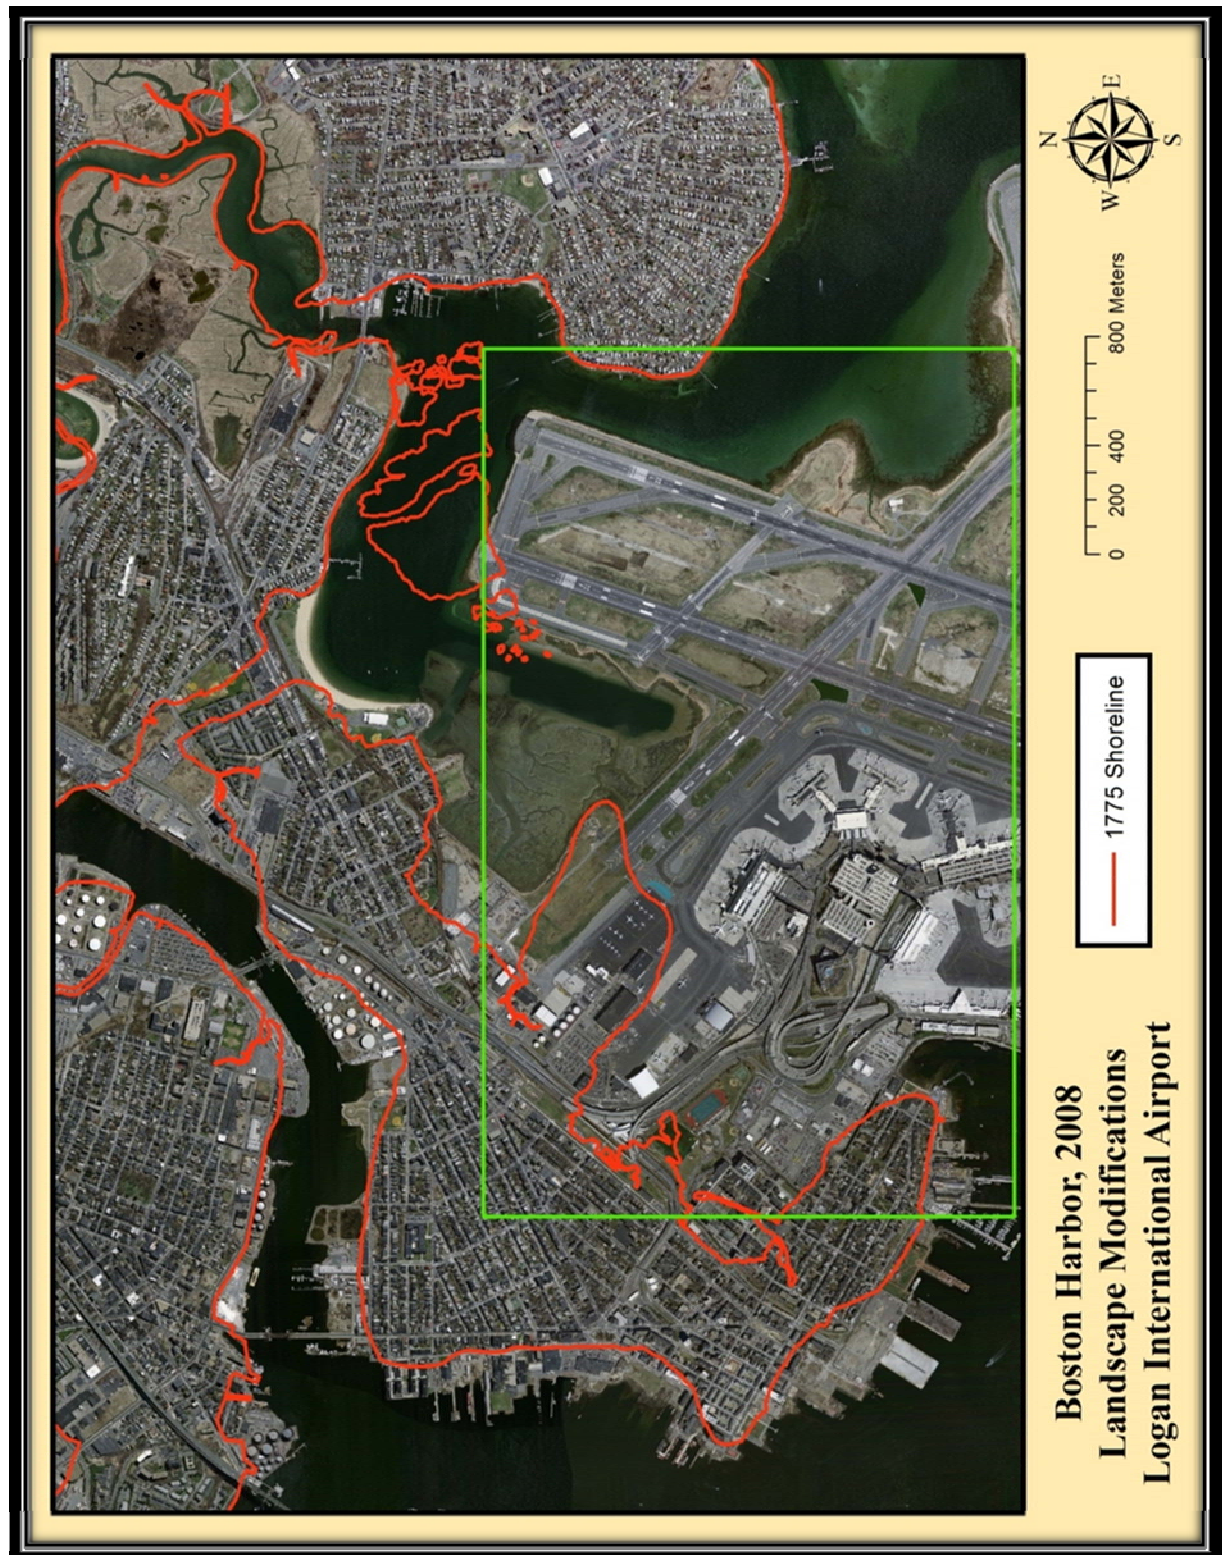 Boston Harbor, 2008
Landscape Modifications
Logan International Airport
1775 Shoreline
0 200 400 800 Meters
N
W E
S